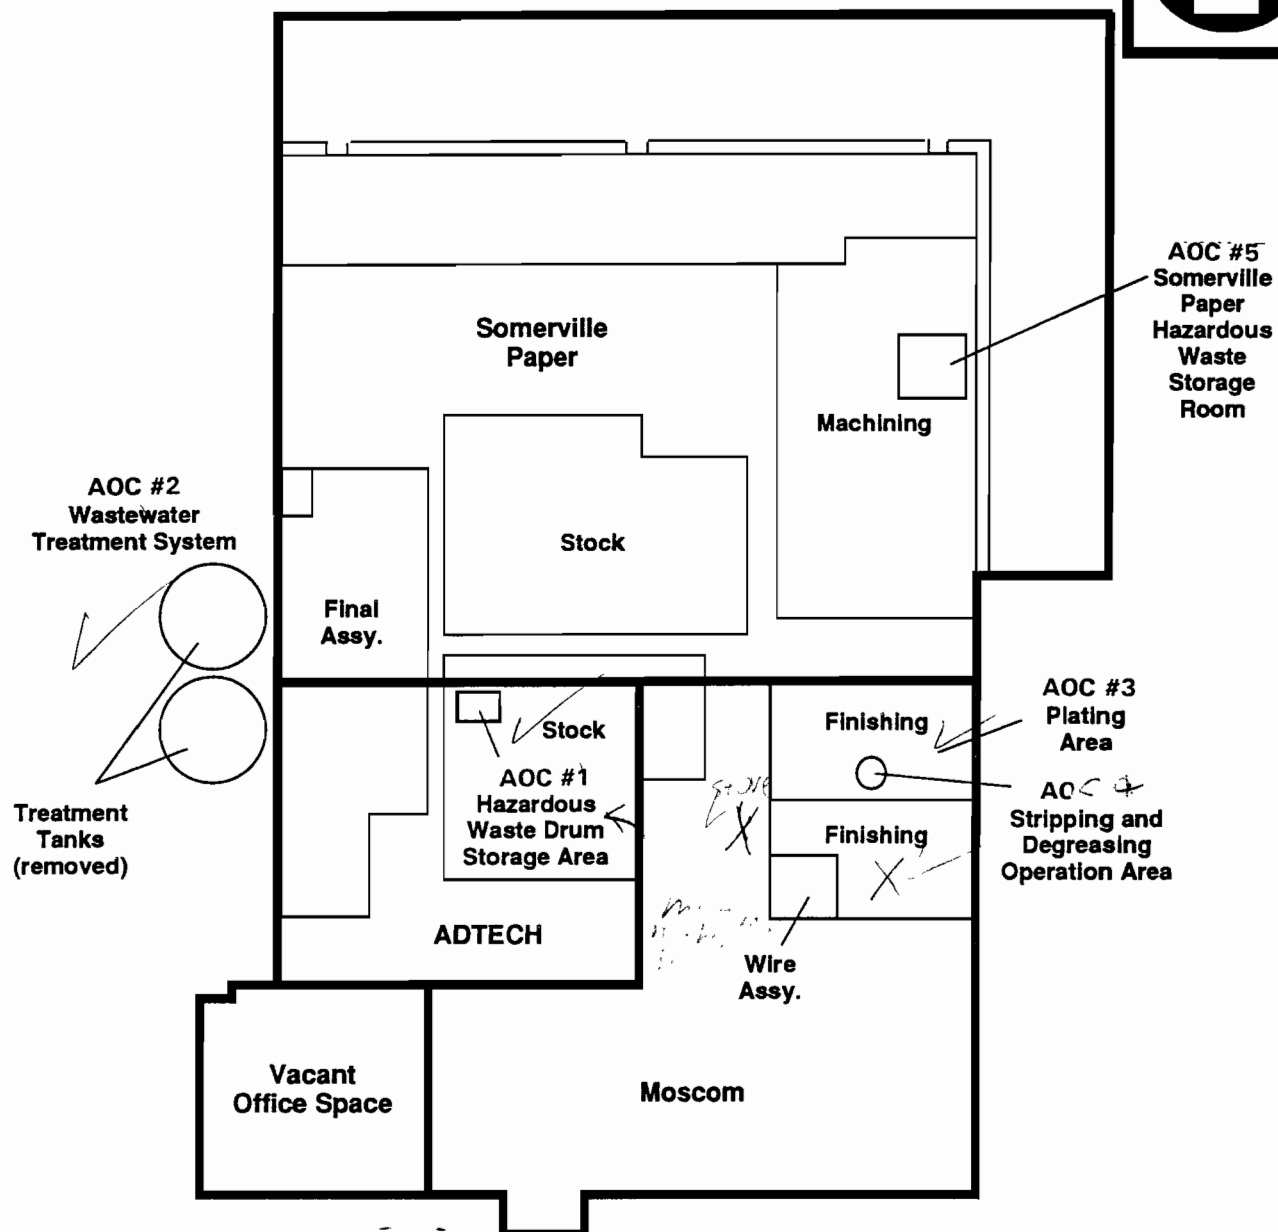 AOC #5
Somerville
Paper
Hazardous
Waste
Storage
Room
Somerville
Paper
Machining
AOC #2
Wastewater
Treatment System
Stock
Final
Assy.
AOC #3
Plating
Area
Finishing
Stock
AOC #1
Hazardous
Waste Drum
Storage Area
Treatment
Tanks
(removed)
Stripping and
Degreasing
Operation Area
Finishing
ADTECH
Wire
Assy.
Vacant
Office Space
Moscom